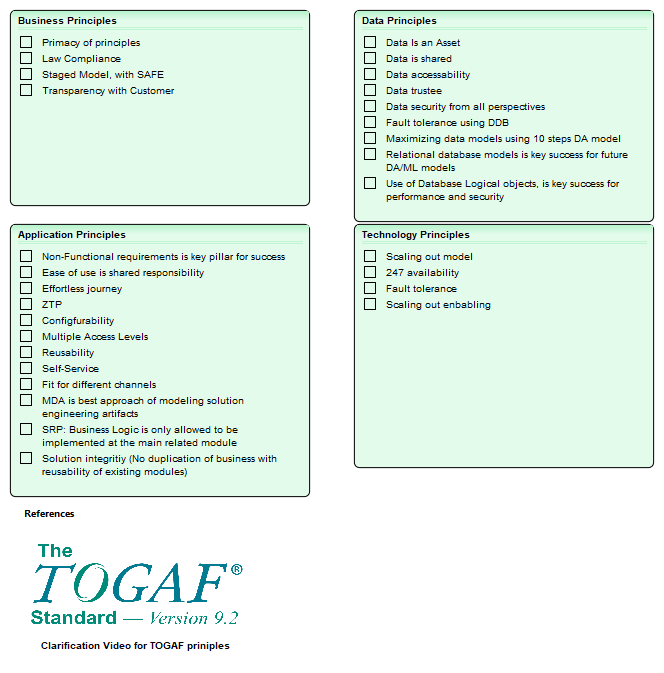 Business Principles
Primacy of principles
Law Compliance
Staged Model, with SAFE
Transparency with Customer
Data Principles
Data Is an Asset
Data is shared
Data accessability
Data trustee
Data security from all perspectives
Fault tolerance using DDB
Maximizing data models using 10 steps DA model
Relational database models is key success for future
DA/ML models
Use of Database Logical objects, is key success for
performance and security
Application Principles
Non-Functional requirements is key pillar for success
Ease of use is shared responsibility
Effortless journey
ZTP
Configfurability
Multiple Access Levels
Reusability
Self-Service
Fit for different channels
MDA is best approach of modeling solution
engineering artifacts
SRP: Business Logic is only allowed to be
implemented at the main related module
Solution integritiy (No duplication of business with
reusability of existing modules)
Technology Principles
Scaling out model
247 availability
Fault tolerance
Scaling out enbabling
References
The
TOGAF®
Standard — Version 9.2
Clarification Video for TOGAF priniples